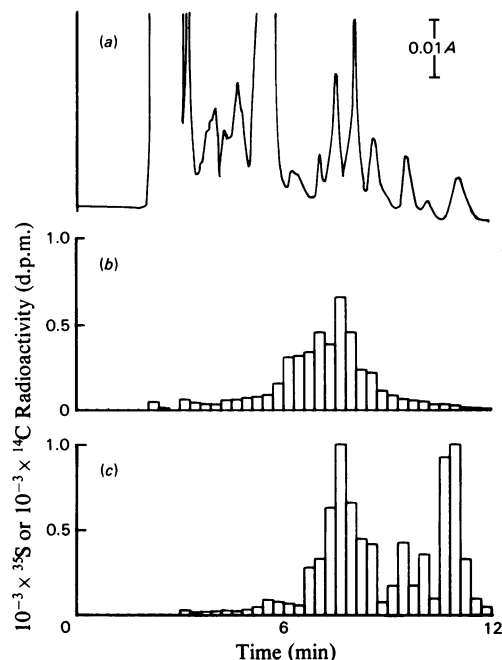 (a)
0.01A
10⁻³ × ³⁵S or 10⁻³ × ¹⁴C Radioactivity (d.p.m.)
1.0
(b)
0.5
0
1.0
(c)
0.5
0
6
12
Time (min)